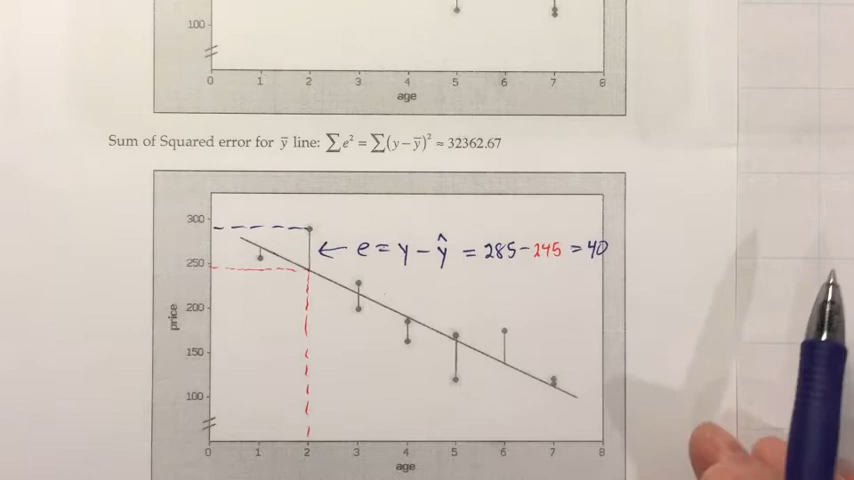 100
0 1 2 3 4 5 6 7 8
age
Sum of Squared error for ȳ line: ∑e² = ∑(y−ȳ)² ≈ 32362.67
300
← e = y − ŷ = 285-245 = 40
250
200
price
150
100
0 1 2 3 4 5 6 7 8
age